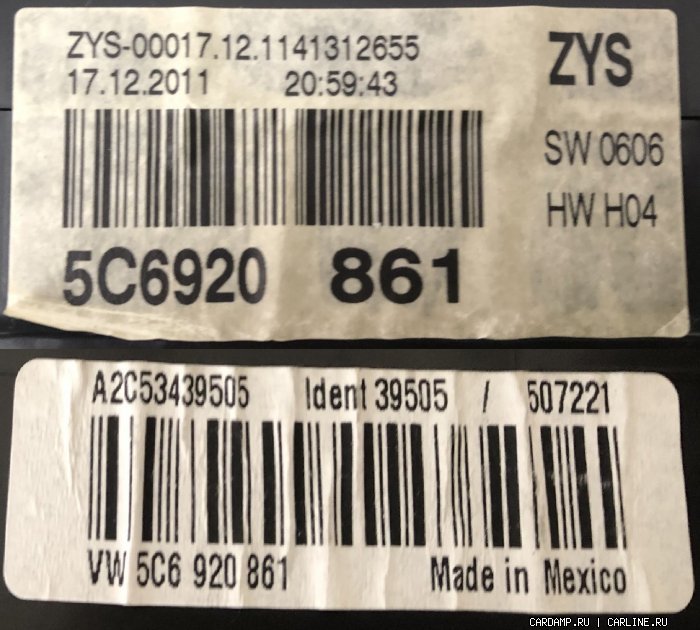 ZYS-00017.12.1141312655
17.12.2011 20:59:43
ZYS
SW 0606
HW H04
5C6920 861
A2C53439505 Ident 39505 / 507221
VW 5C6 920 861 Made in Mexico
CARDAMP.RU | CARLINE.RU